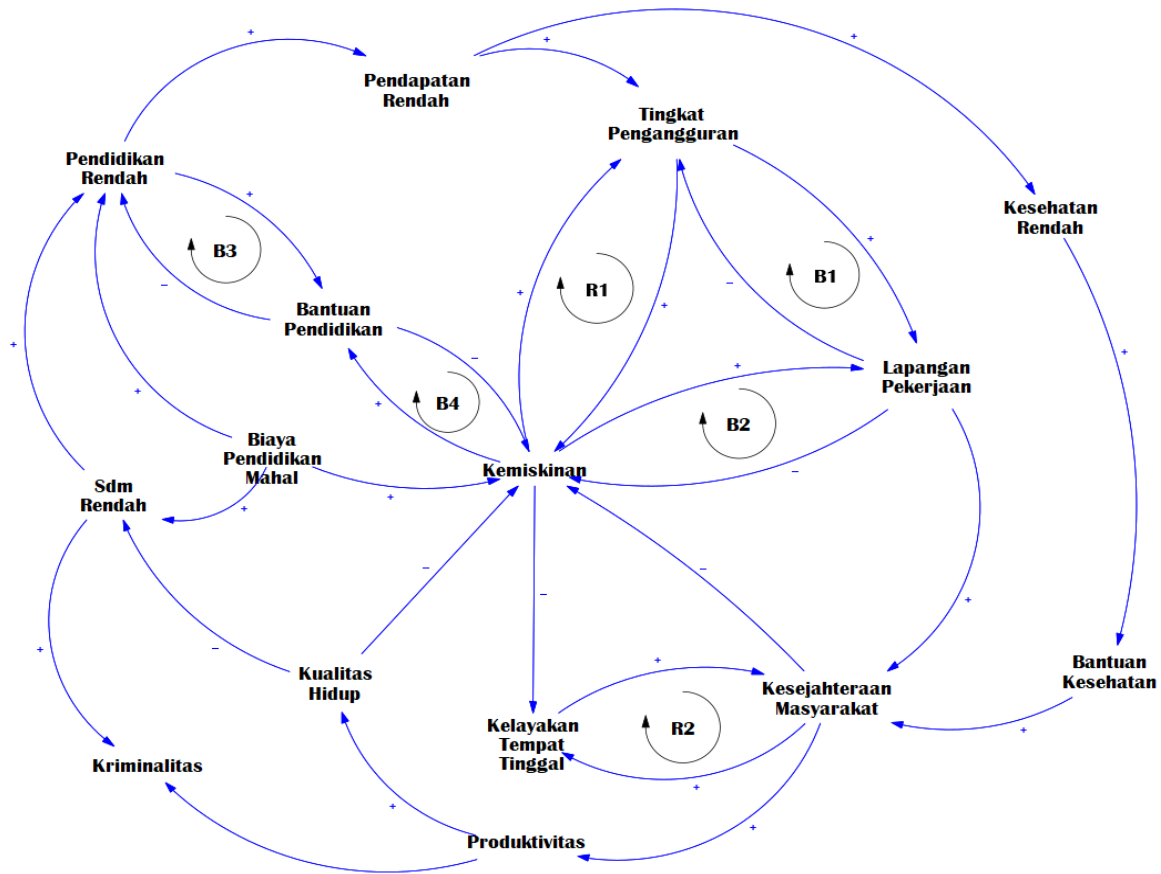 Pendapatan
Rendah
Tingkat
Pengangguran
Pendidikan
Rendah
Kesehatan
Rendah
B3
R1
B1
Bantuan
Pendidikan
Lapangan
Pekerjaan
B4
B2
Biaya
Pendidikan
Mahal
Kemiskinan
Sdm
Rendah
Kualitas
Hidup
Kelayakan
Tempat
Tinggal
R2
Kesejahteraan
Masyarakat
Bantuan
Kesehatan
Kriminalitas
Produktivitas